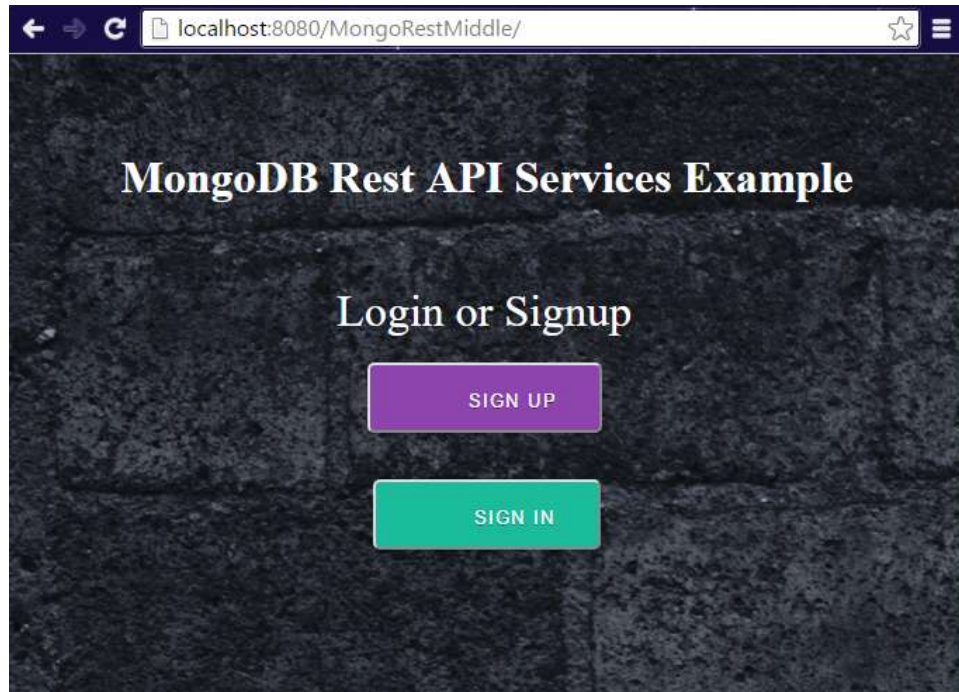 localhost:8080/MongoRestMiddle/
MongoDB Rest API Services Example
Login or Signup
SIGN UP
SIGN IN